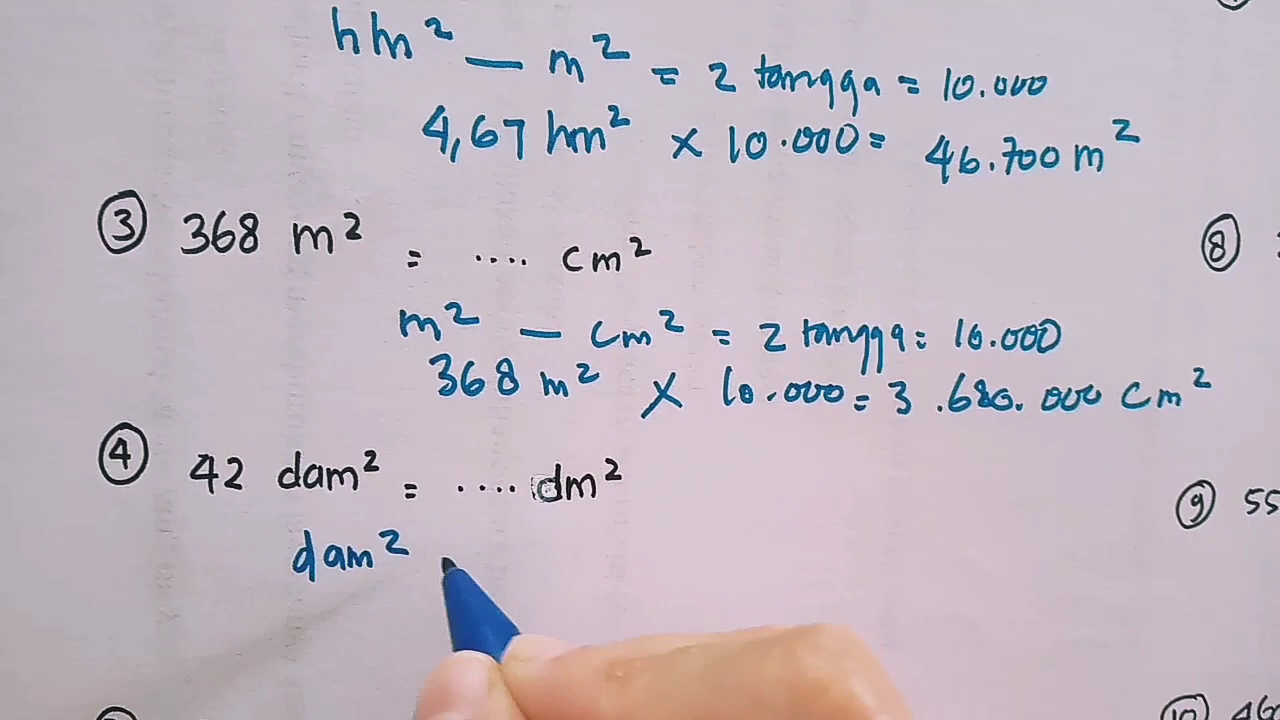 hm² — m² = 2 tangga = 10.000
4,67 hm² × 10.000 = 46.700 m²
③ 368 m² = .... cm²
m² — cm² = 2 tangga = 10.000
368 m² × 10.000 = 3.680.000 cm²
④ 42 dam² = .... dm²
dam²
⑧
⑨ 55
⑩ 46